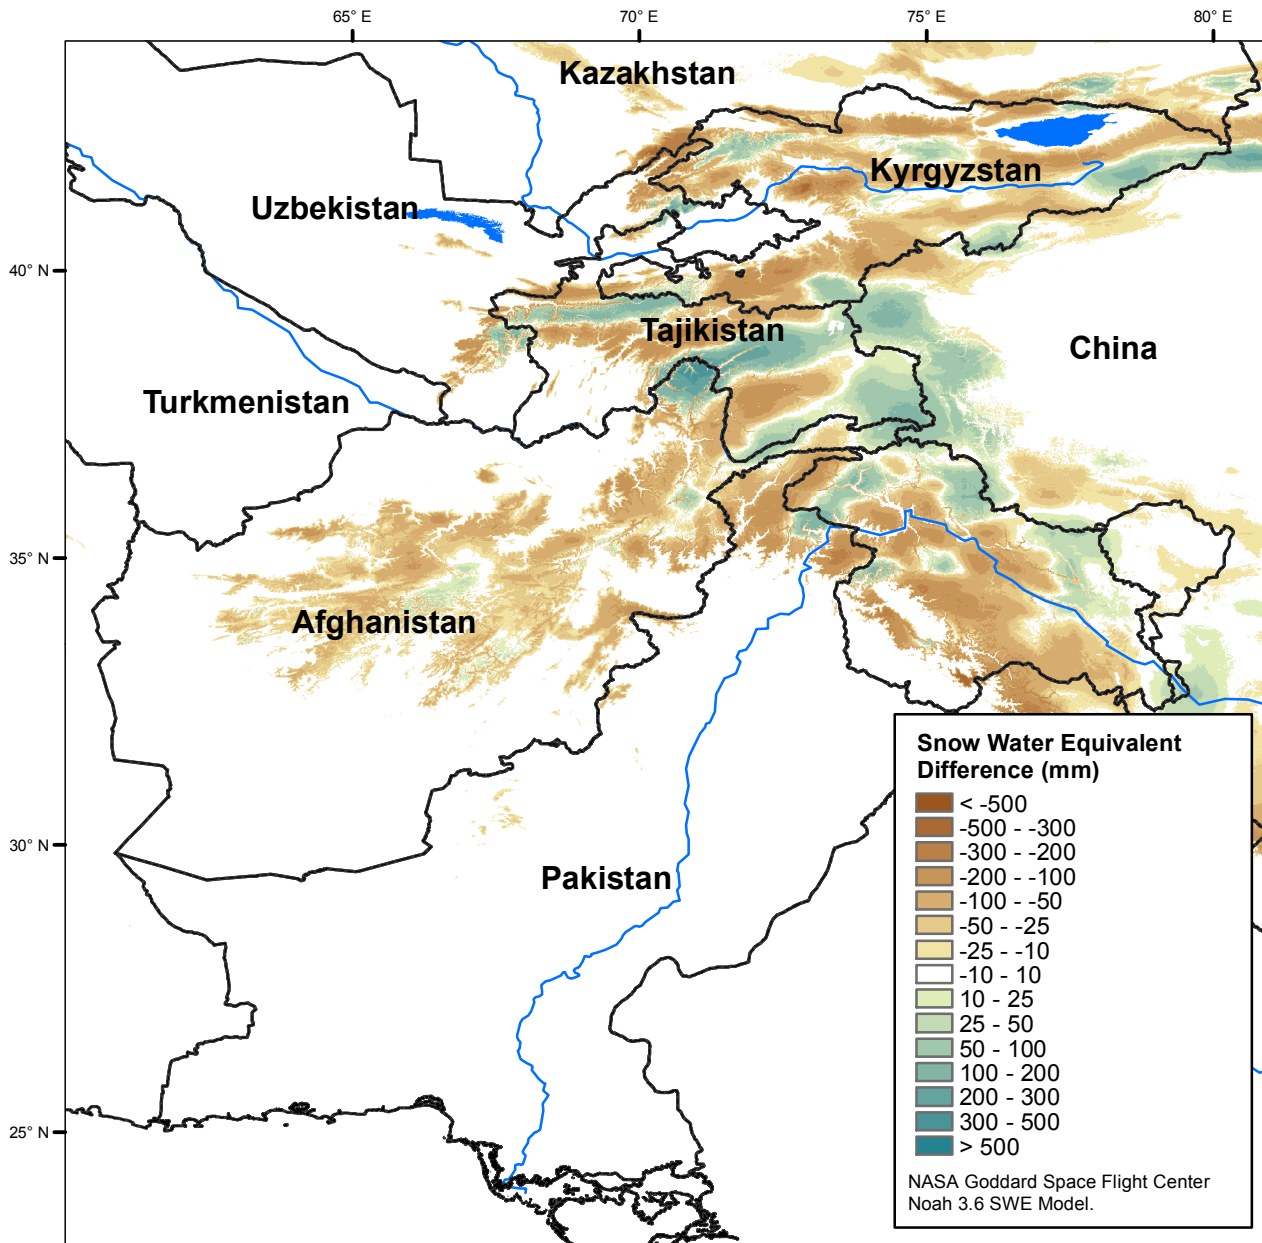 65° E
70° E
75° E
80° E
Kazakhstan
Kyrgyzstan
Uzbekistan
40° N
Tajikistan
China
Turkmenistan
35° N
Afghanistan
Snow Water Equivalent
Difference (mm)
< -500
-500 - -300
-300 - -200
-200 - -100
-100 - -50
-50 - -25
-25 - -10
-10 - 10
10 - 25
25 - 50
50 - 100
100 - 200
200 - 300
300 - 500
> 500
NASA Goddard Space Flight Center
Noah 3.6 SWE Model.
30° N
Pakistan
25° N